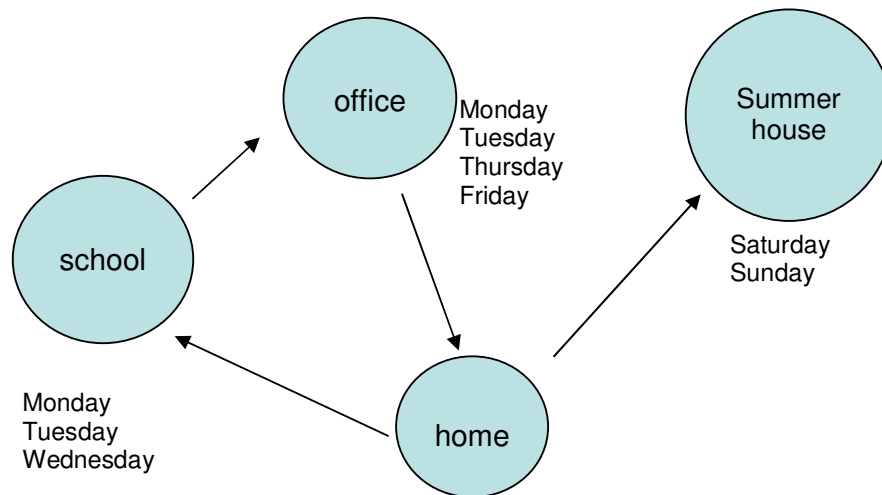 office
Monday
Tuesday
Thursday
Friday
Summer
house
Saturday
Sunday
school
Monday
Tuesday
Wednesday
home